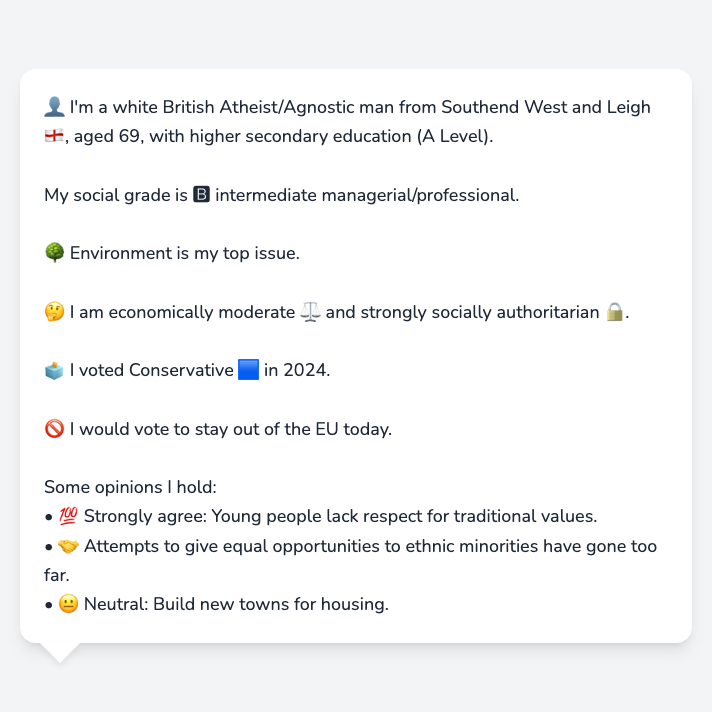 👤 I'm a white British Atheist/Agnostic man from Southend West and Leigh
🏴󠁧󠁢󠁥󠁮󠁧󠁿, aged 69, with higher secondary education (A Level).
My social grade is 🅱 intermediate managerial/professional.
🌳 Environment is my top issue.
🤔 I am economically moderate ⚖️ and strongly socially authoritarian 🔒.
🗳️ I voted Conservative 🟦 in 2024.
🚫 I would vote to stay out of the EU today.
Some opinions I hold:
• 💯 Strongly agree: Young people lack respect for traditional values.
• 🤝 Attempts to give equal opportunities to ethnic minorities have gone too
far.
• 😐 Neutral: Build new towns for housing.